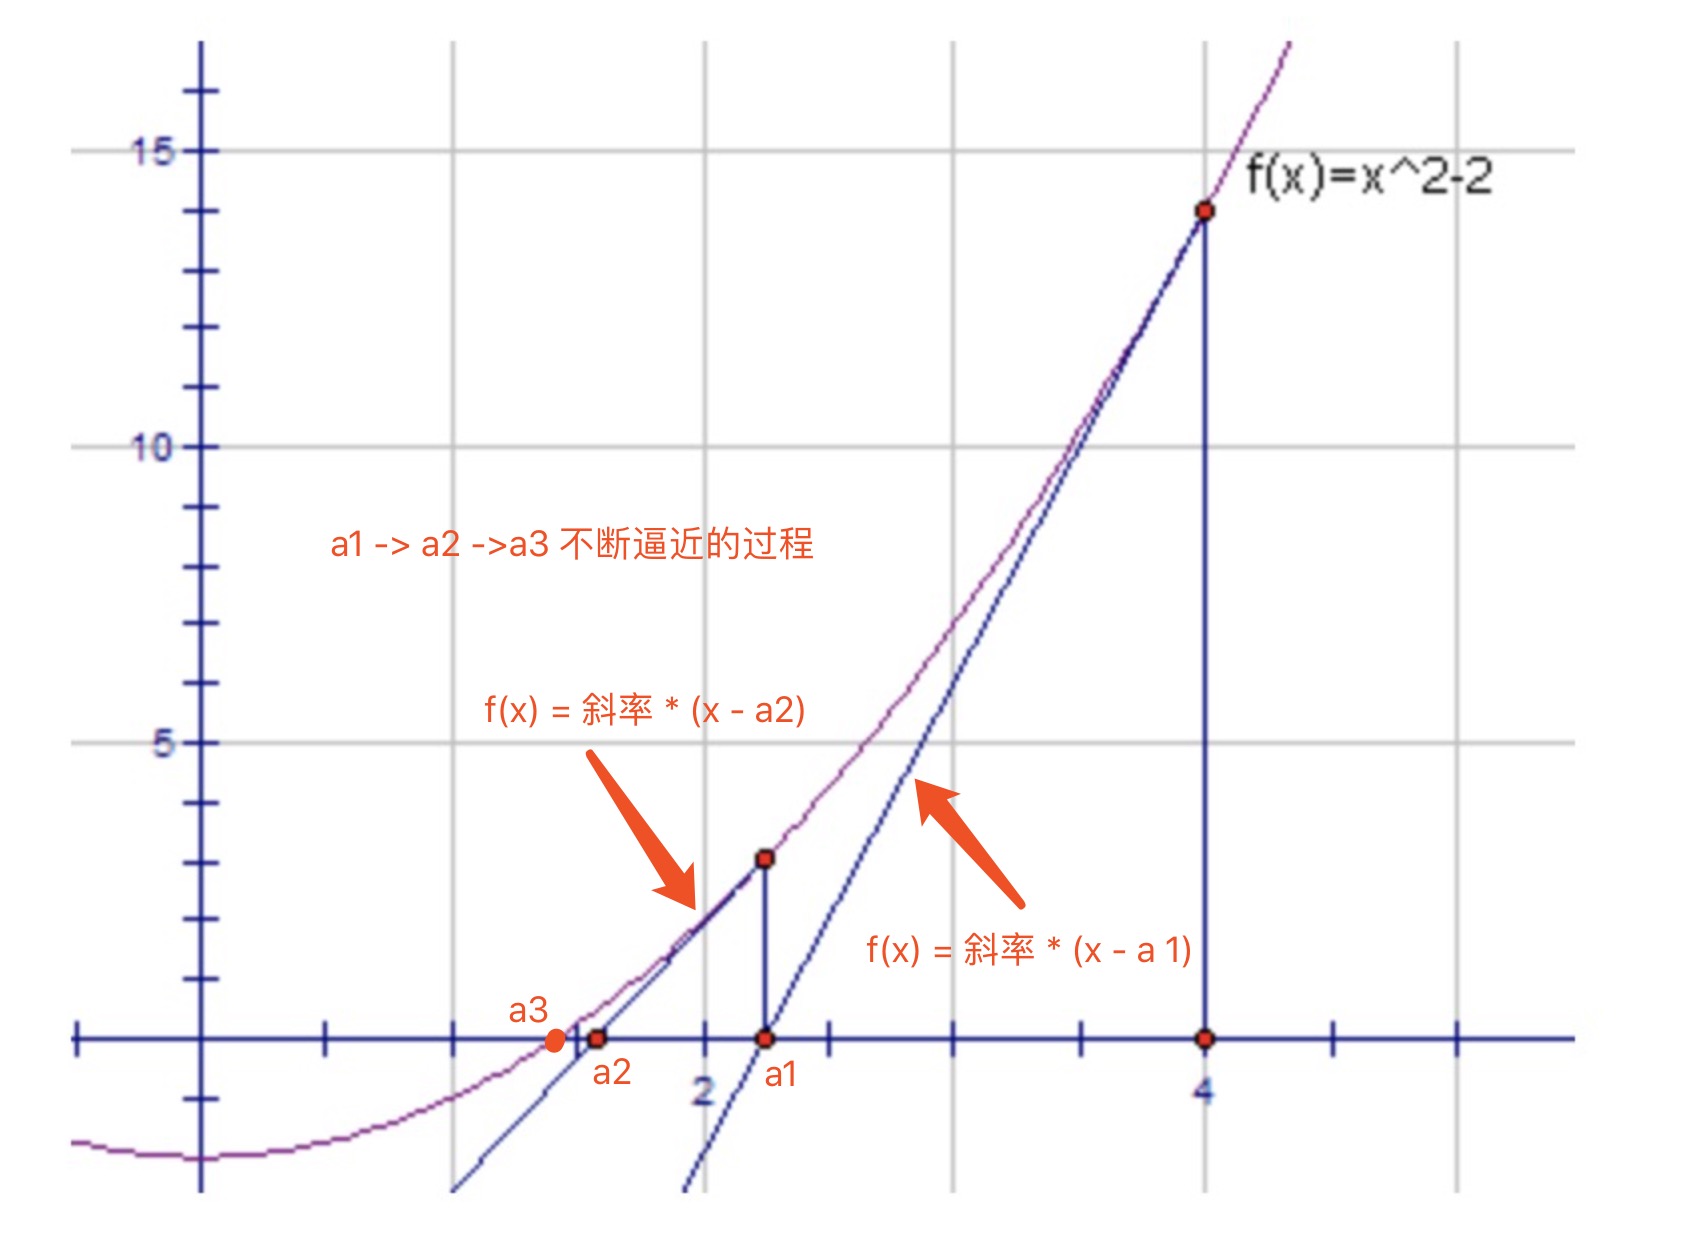 15
f(x)=x^2-2
10
a1 -> a2 ->a3 不断逼近的过程
f(x) = 斜率 * (x - a2)
5
f(x) = 斜率 * (x - a 1)
a3
a2
a1
2
4